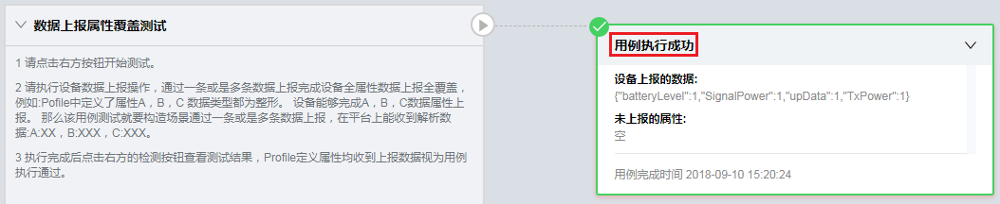 数据上报属性覆盖测试
1 请点击右方按钮开始测试。
2 请执行设备数据上报操作，通过一条或是多条数据上报完成设备全属性数据上报全覆盖，
例如:Pofile中定义了属性A，B，C 数据类型都为整形。 设备能够完成A，B，C数据属性上
报。 那么该用例测试就要构造场景通过一条或是多条数据上报，在平台上能收到解析数
据:A:XX，B:XXX，C:XXX。
3 执行完成后点击右方的检测按钮查看测试结果，Profile定义属性均收到上报数据视为用例
执行通过。
用例执行成功
设备上报的数据:
{"batteryLevel":1,"SignalPower":1,"upData":1,"TxPower":1}
未上报的属性:
空
用例完成时间 2018-09-10 15:20:24